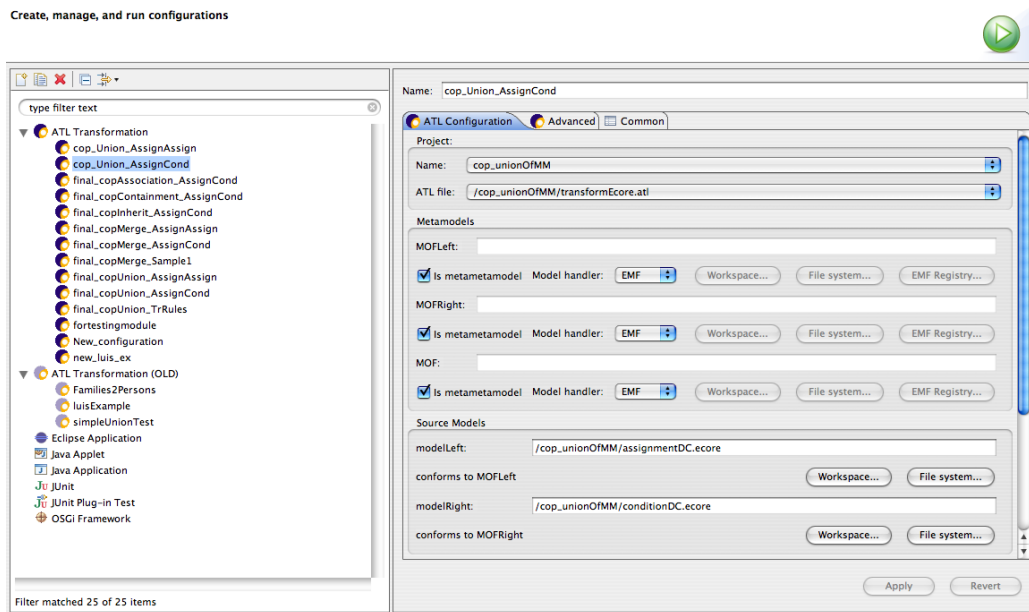 Create, manage, and run configurations
type filter text
ATL Transformation
cop_Union_AssignAssign
cop_Union_AssignCond
final_copAssociation_AssignCond
final_copContainment_AssignCond
final_copInherit_AssignCond
final_copMerge_AssignAssign
final_copMerge_AssignCond
final_copMerge_Sample1
final_copUnion_AssignAssign
final_copUnion_AssignCond
final_copUnion_TrRules
fortestingmodule
New_configuration
new_luis_ex
ATL Transformation (OLD)
Families2Persons
luisExample
simpleUnionTest
Eclipse Application
Java Applet
Java Application
JUnit
JUnit Plug-in Test
OSGi Framework
Filter matched 25 of 25 items
Name: cop_Union_AssignCond
ATL Configuration Advanced Common
Project:
Name: cop_unionOfMM
ATL file: /cop_unionOfMM/transformEcore.atl
Metamodels
MOFLeft:
Is metametamodel Model handler: EMF Workspace... File system... EMF Registry...
MOFRight:
Is metametamodel Model handler: EMF Workspace... File system... EMF Registry...
MOF:
Is metametamodel Model handler: EMF Workspace... File system... EMF Registry...
Source Models
modelLeft: /cop_unionOfMM/assignmentDC.ecore
conforms to MOFLeft Workspace... File system...
modelRight: /cop_unionOfMM/conditionDC.ecore
conforms to MOFRight Workspace... File system...
Apply Revert